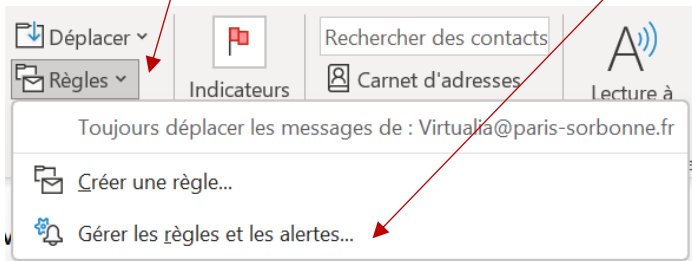 Déplacer
Rechercher des contacts
Règles
Indicateurs
Carnet d'adresses
Lecture à
Toujours déplacer les messages de : Virtualia@paris-sorbonne.fr
Créer une règle...
Gérer les règles et les alertes...